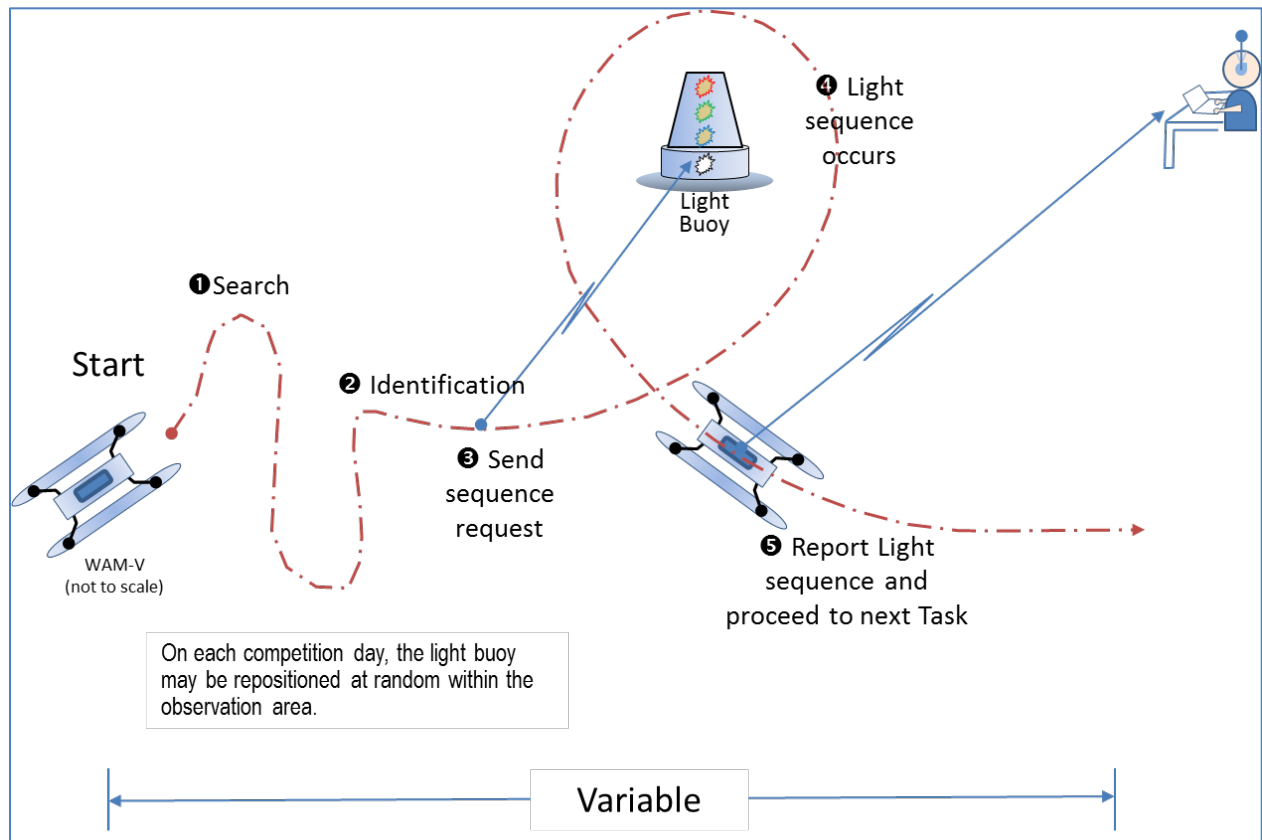 ❶Search
Start
WAM-V
(not to scale)
❷ Identification
❸ Send
sequence
request
Light
Buoy
❹ Light
sequence
occurs
❺ Report Light
sequence and
proceed to next Task
On each competition day, the light buoy
may be repositioned at random within the
observation area.
Variable